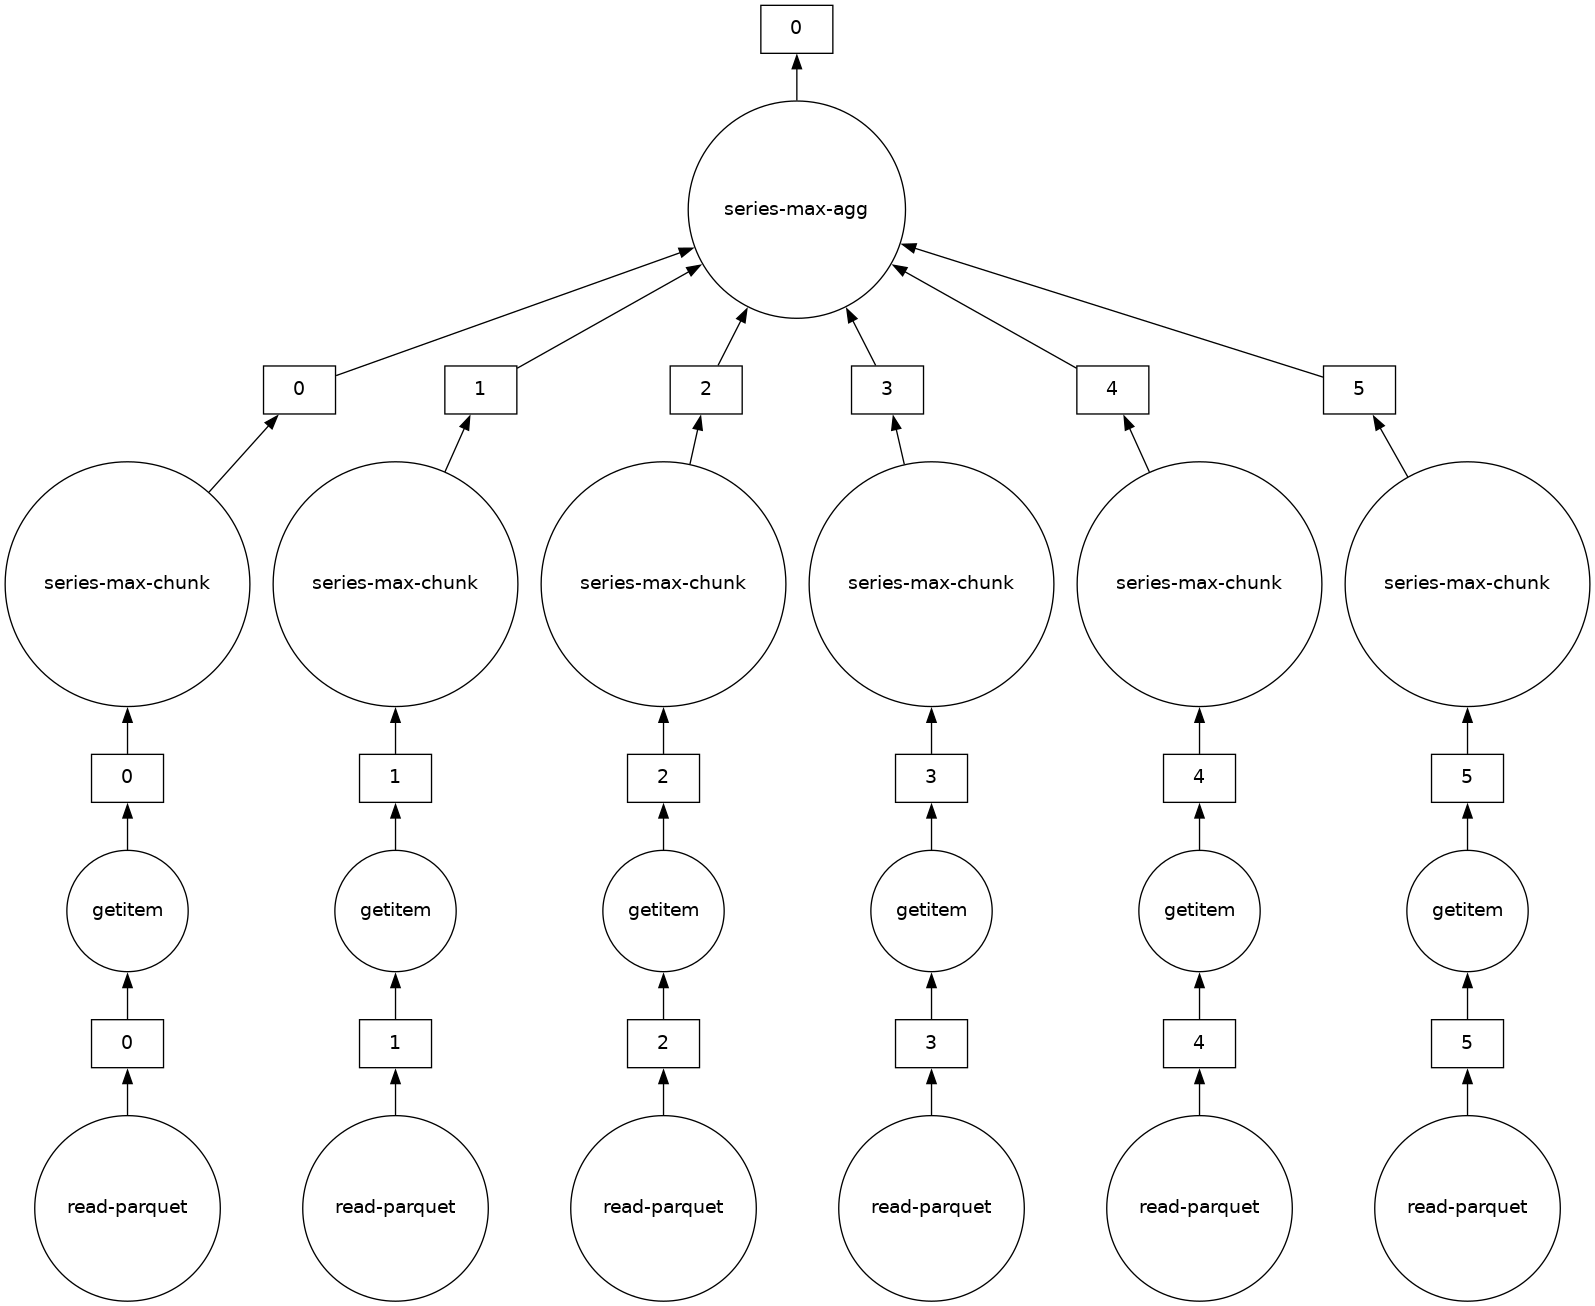 0
series-max-agg
0 1 2 3 4 5
series-max-chunk series-max-chunk series-max-chunk series-max-chunk series-max-chunk series-max-chunk
0 1 2 3 4 5
getitem getitem getitem getitem getitem getitem
0 1 2 3 4 5
read-parquet read-parquet read-parquet read-parquet read-parquet read-parquet